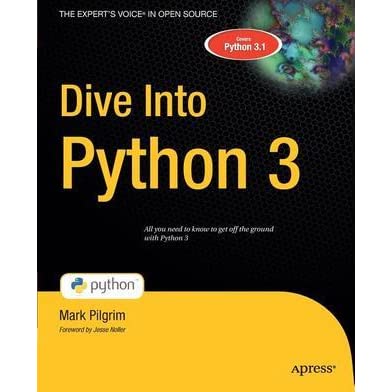 THE EXPERT'S VOICE® IN OPEN SOURCE
Covers
Python 3.1
Dive Into
Python 3
All you need to know to get off the ground
with Python 3
python™
Mark Pilgrim
Foreword by Jesse Noller
Apress®